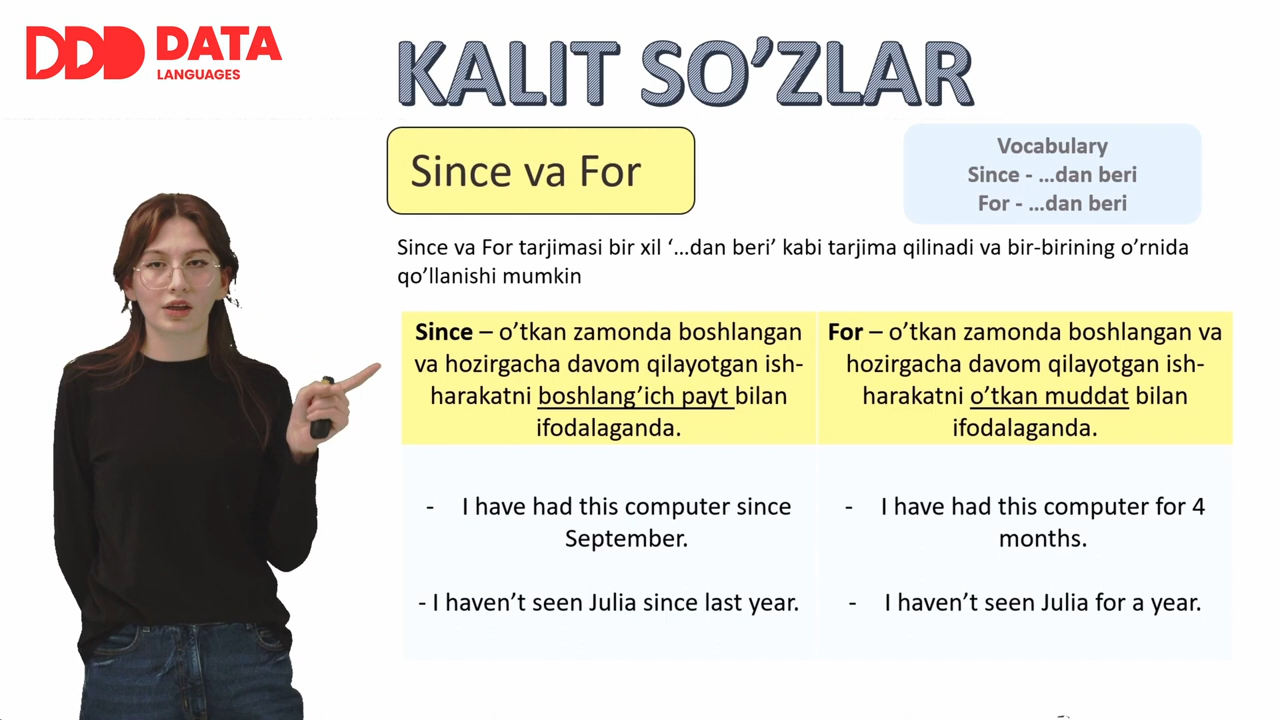 DATA
LANGUAGES
KALIT SO’ZLAR
Since va For
Vocabulary
Since - ...dan beri
For - ...dan beri
Since va For tarjimasi bir xil ‘...dan beri’ kabi tarjima qilinadi va bir-birining o’rnida
qo’llanishi mumkin
Since – o’tkan zamonda boshlangan
va hozirgacha davom qilayotgan ish-
harakatni boshlang’ich payt bilan
ifodalaganda.
For – o’tkan zamonda boshlangan va
hozirgacha davom qilayotgan ish-
harakatni o’tkan muddat bilan
ifodalaganda.
- I have had this computer since
September.
- I haven’t seen Julia since last year.
- I have had this computer for 4
months.
- I haven’t seen Julia for a year.